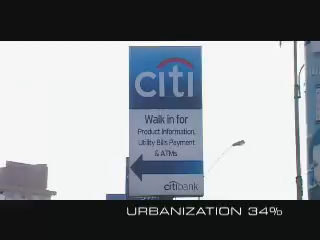 citi
Walk in for
Product Information,
Utility Bills Payment
& ATMs
citibank
URBANIZATION 34%